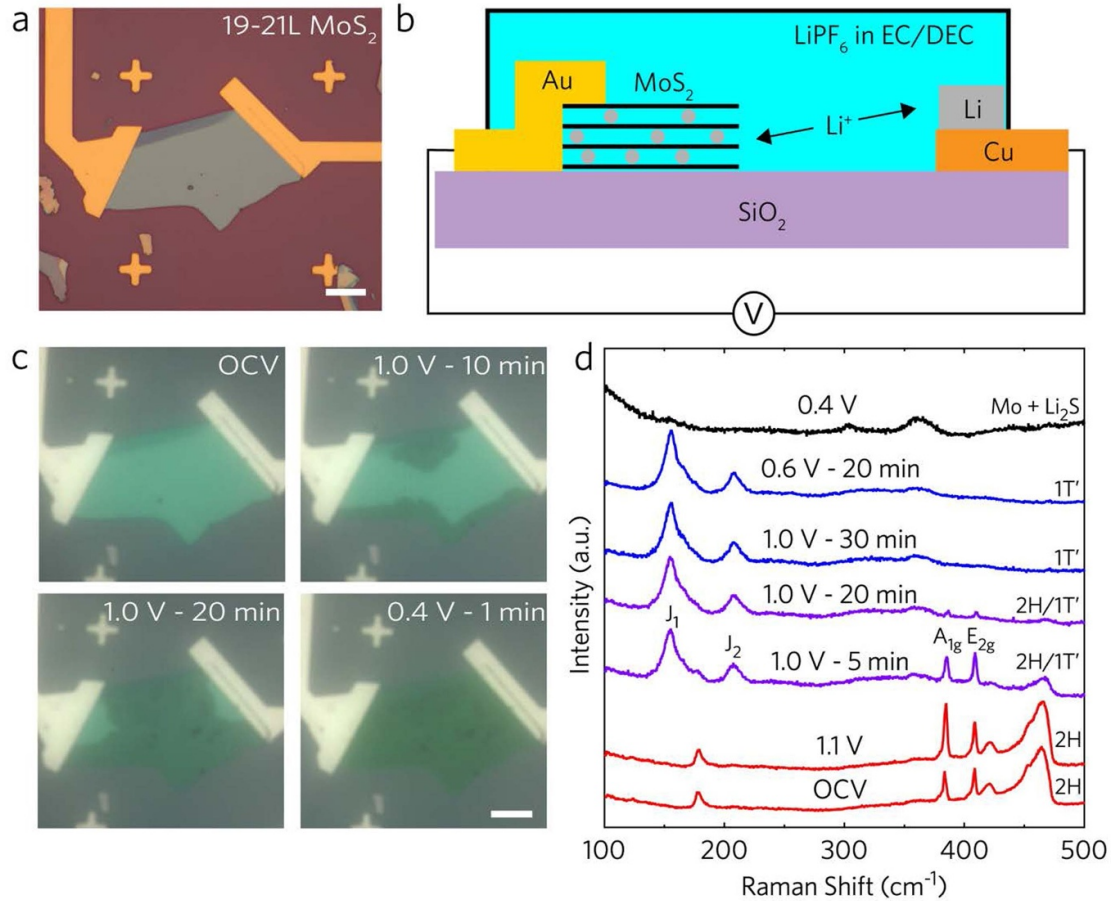 a
19-21L MoS₂
b
LiPF₆ in EC/DEC
Au
MoS₂
Li⁺
Li
Cu
SiO₂
V
c
OCV
1.0 V - 10 min
1.0 V - 20 min
0.4 V - 1 min
d
0.4 V
Mo + Li₂S
0.6 V - 20 min
1T′
1.0 V - 30 min
1T′
1.0 V - 20 min
2H/1T′
J₁
J₂
A₁g
E₂g
1.0 V - 5 min
2H/1T′
1.1 V
2H
OCV
2H
Intensity (a.u.)
100
200
300
400
500
Raman Shift (cm⁻¹)